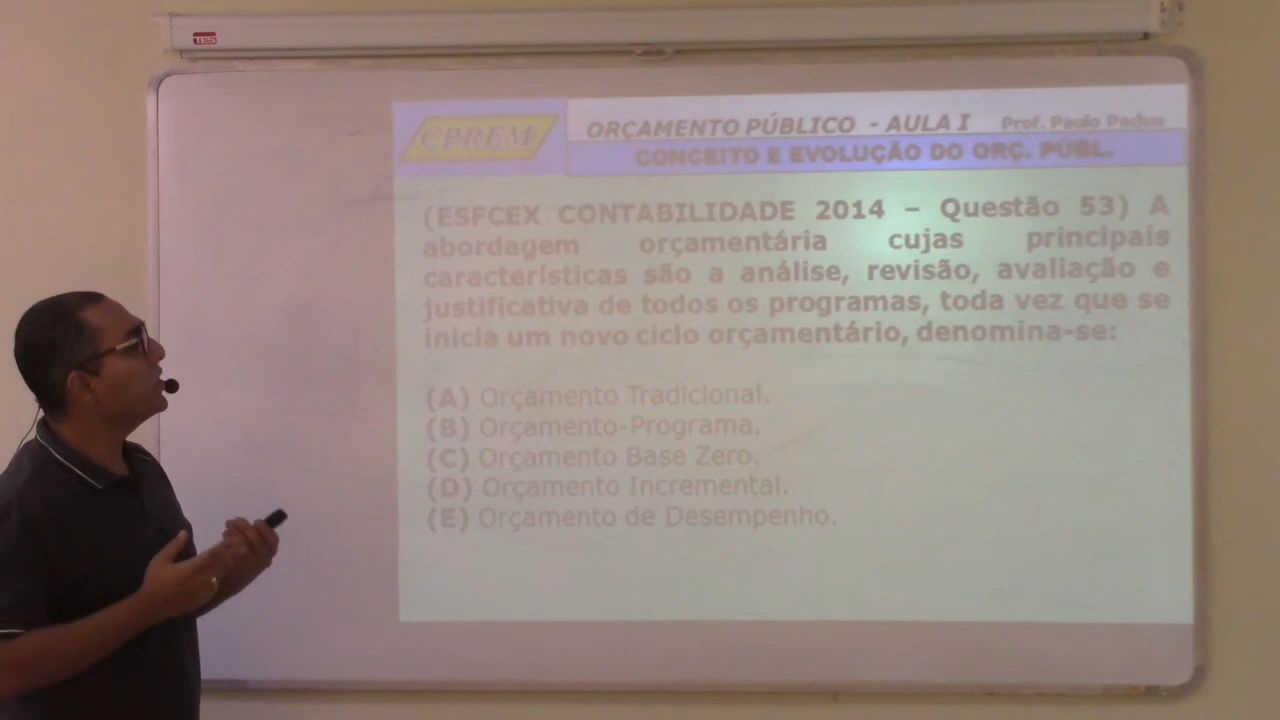 TES
CPREM
ORÇAMENTO PÚBLICO - AULA I Prof. Paulo Padua
CONCEITO E EVOLUÇÃO DO ORÇ. PÚBL.
(ESFCEX CONTABILIDADE 2014 – Questão 53) A
abordagem orçamentária cujas principais
características são a análise, revisão, avaliação e
justificativa de todos os programas, toda vez que se
inicia um novo ciclo orçamentário, denomina-se:
(A) Orçamento Tradicional.
(B) Orçamento-Programa.
(C) Orçamento Base Zero.
(D) Orçamento Incremental.
(E) Orçamento de Desempenho.